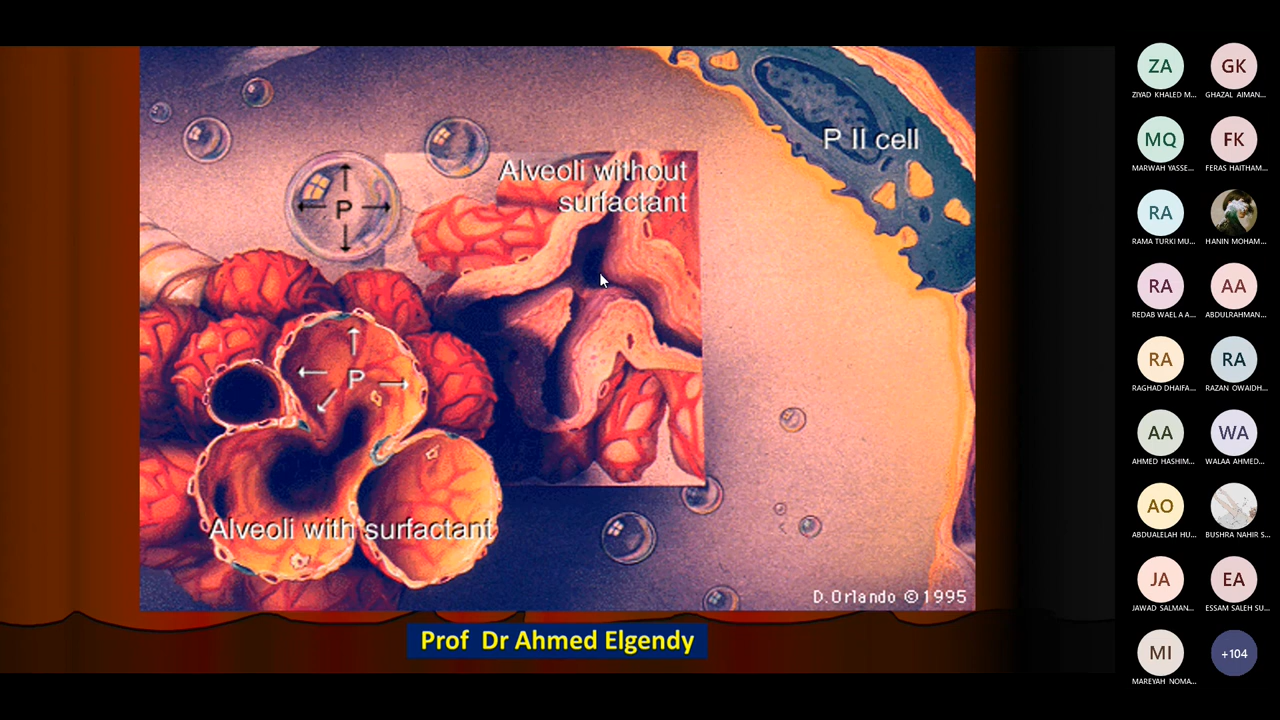 P II cell
Alveoli without
surfactant
P
P
Alveoli with surfactant
D. Orlando © 1995
Prof Dr Ahmed Elgendy
ZA
ZIYAD KHALED M...
GK
GHAZAL AIMAN...
MQ
MARWAH YASSE...
FK
FERAS HAITHAM...
RA
RAMA TURKI MU...
HANIN MOHAM...
RA
REDAB WAEL A A...
AA
ABDULRAHMAN...
RA
RAGHAD DHAIFA...
RA
RAZAN OWAIDH...
AA
AHMED HASHIM...
WA
WALAA AHMED...
AO
ABDUALELAH HU...
BUSHRA NAHIR S...
JA
JAWAD SALMAN...
EA
ESSAM SALEH SU...
MI
MAREYAH NOMA...
+104